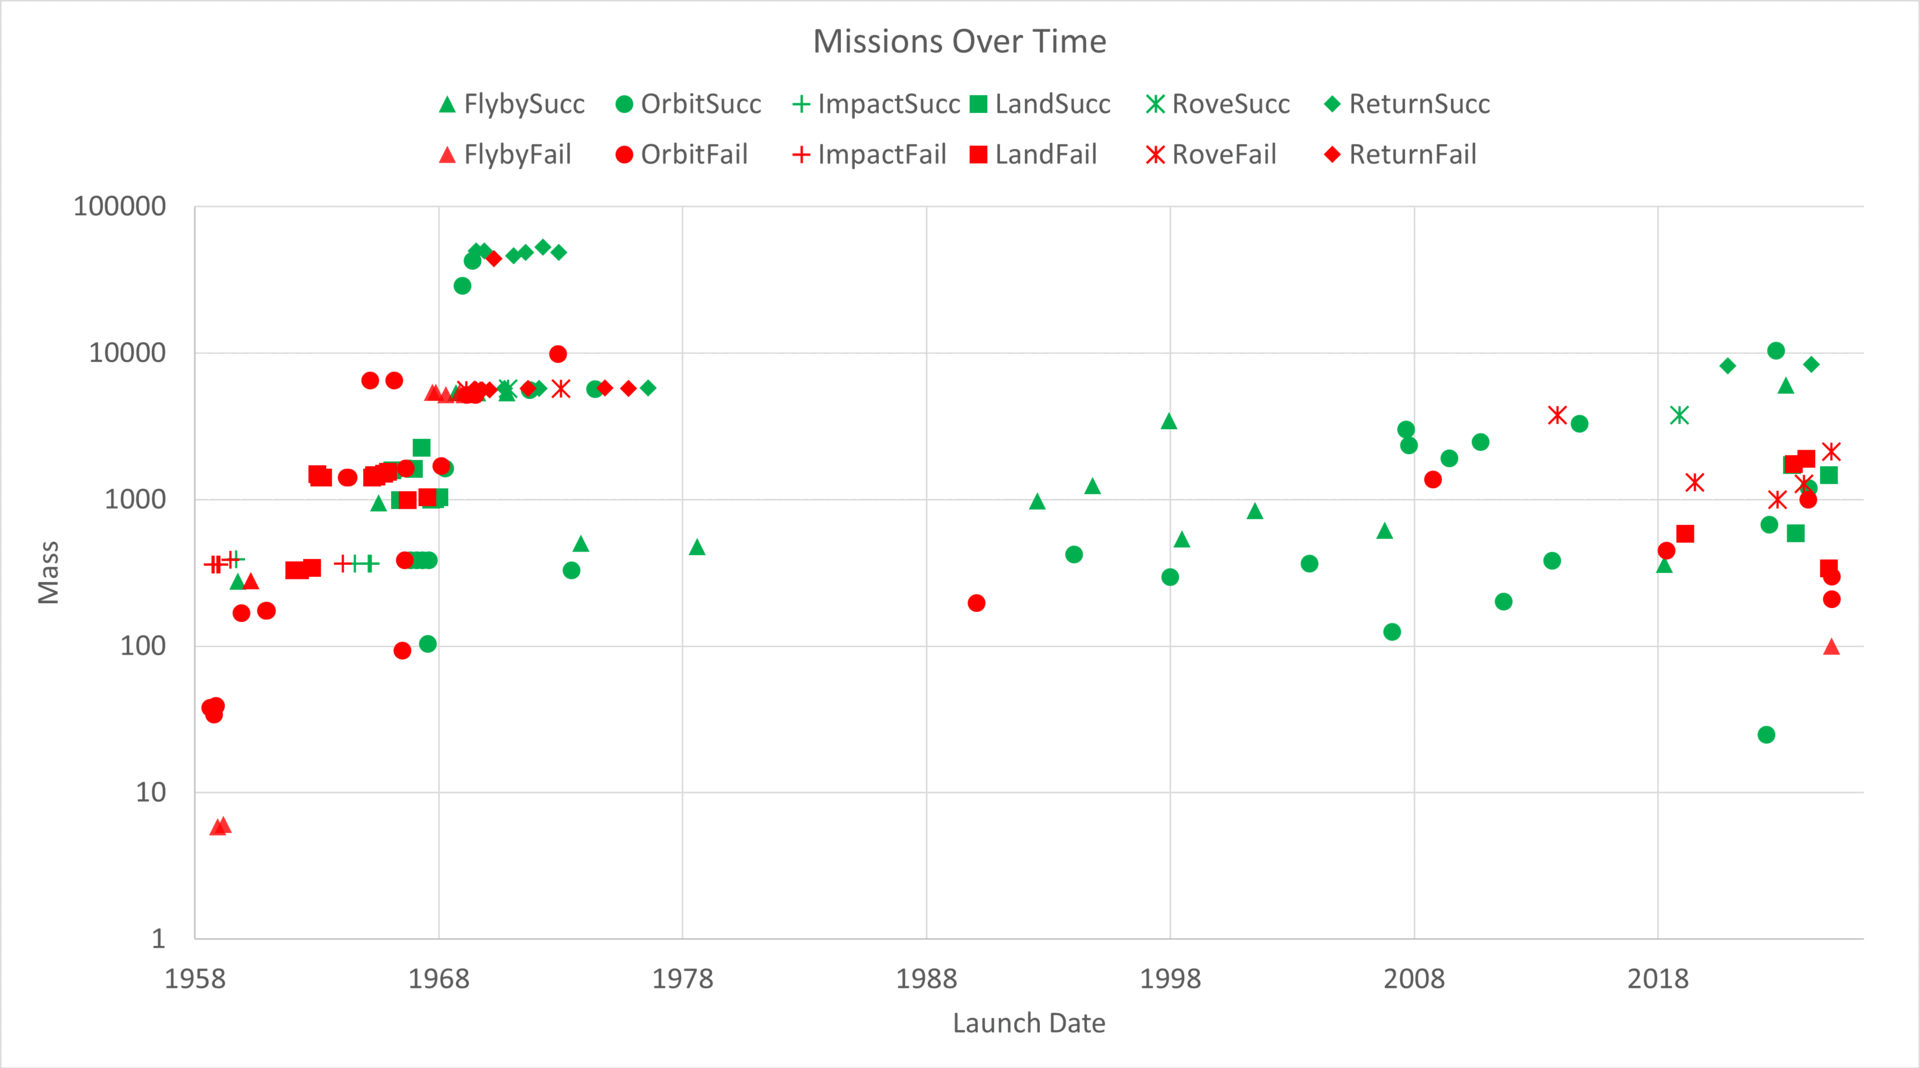 Missions Over Time
FlybySucc OrbitSucc ImpactSucc LandSucc RoveSucc ReturnSucc
FlybyFail OrbitFail ImpactFail LandFail RoveFail ReturnFail
100000
10000
1000
100
10
1
Mass
1958 1968 1978 1988 1998 2008 2018
Launch Date